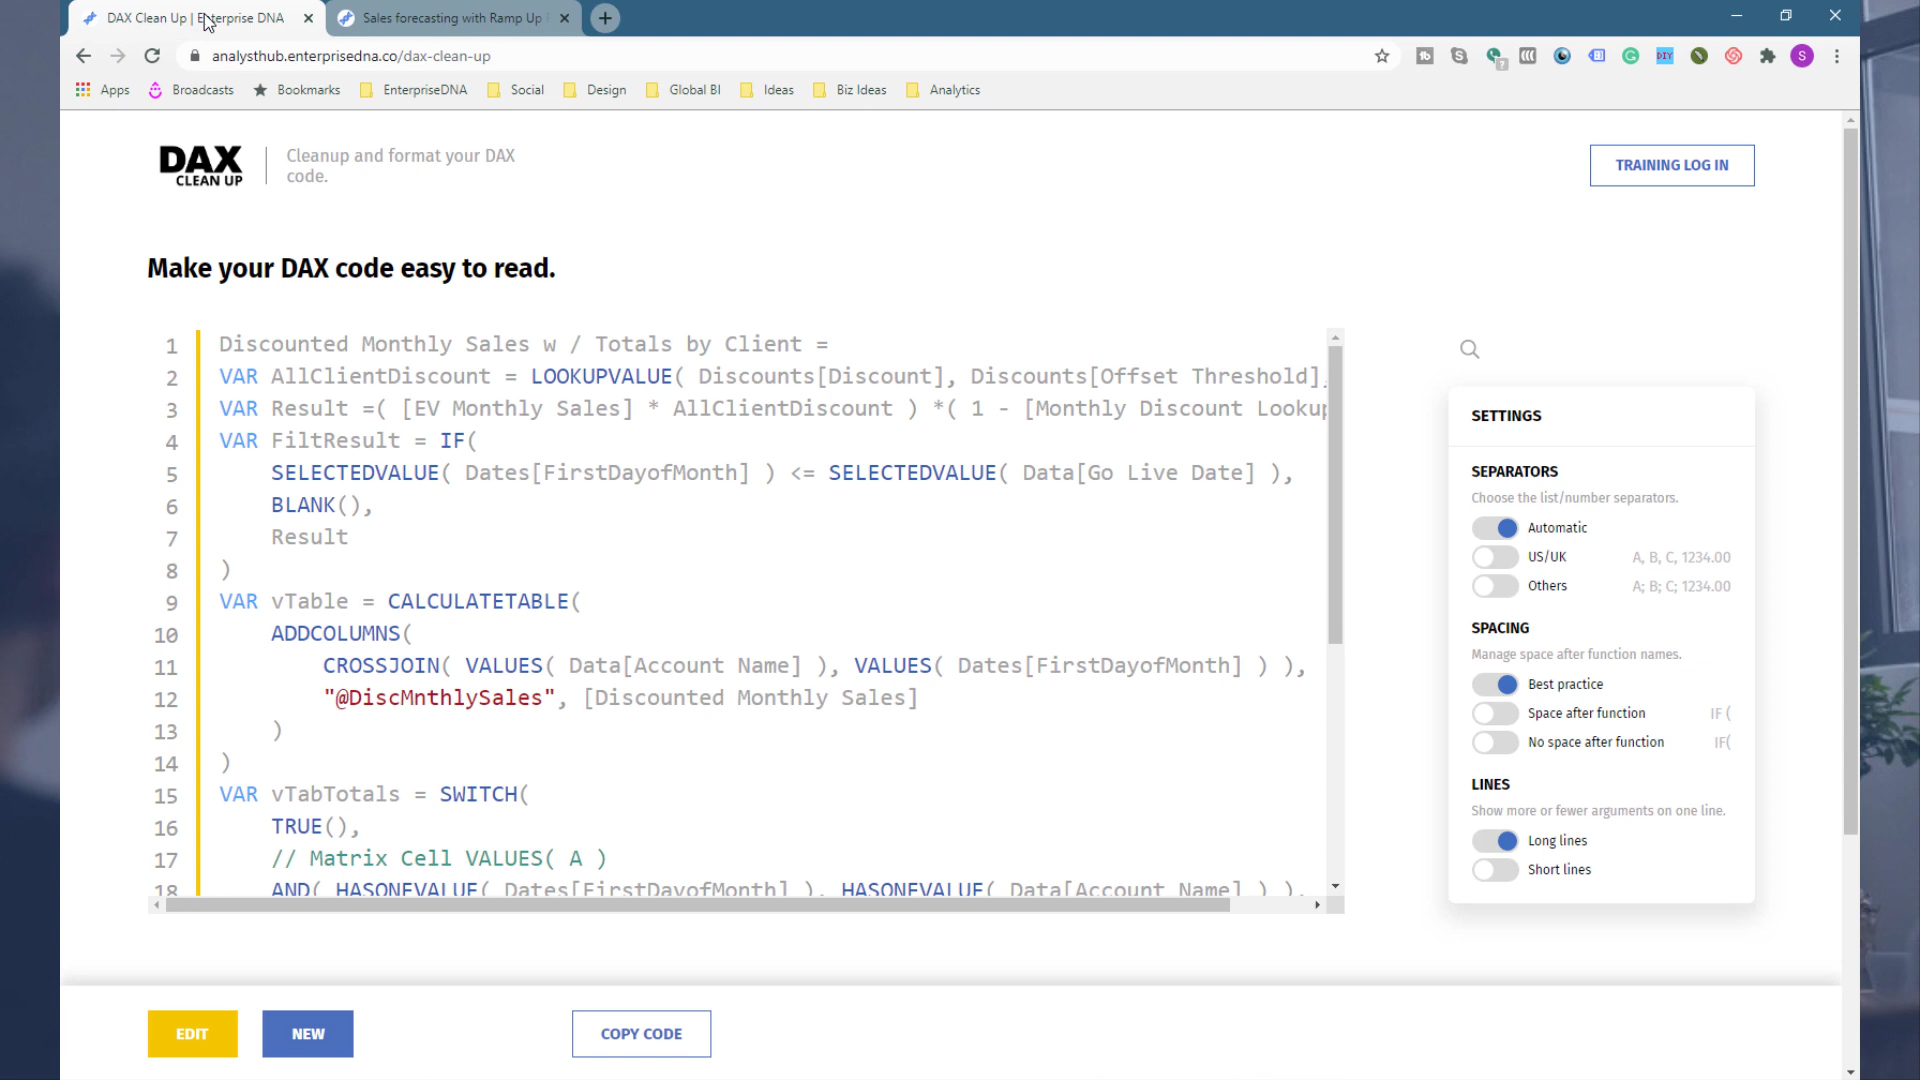 DAX Clean Up | Enterprise DNA
Sales forecasting with Ramp Up
analysthub.enterprisedna.co/dax-clean-up
Apps
Broadcasts
Bookmarks
EnterpriseDNA
Social
Design
Global BI
Ideas
Biz Ideas
Analytics
DAX
CLEAN UP
Cleanup and format your DAX
code.
TRAINING LOG IN
Make your DAX code easy to read.
1 Discounted Monthly Sales w / Totals by Client =
2 VAR AllClientDiscount = LOOKUPVALUE( Discounts[Discount], Discounts[Offset Threshold],
3 VAR Result =( [EV Monthly Sales] * AllClientDiscount ) *( 1 - [Monthly Discount Lookup
4 VAR FiltResult = IF(
5 SELECTEDVALUE( Dates[FirstDayofMonth] ) <= SELECTEDVALUE( Data[Go Live Date] ),
6 BLANK(),
7 Result
8 )
9 VAR vTable = CALCULATETABLE(
10 ADDCOLUMNS(
11 CROSSJOIN( VALUES( Data[Account Name] ), VALUES( Dates[FirstDayofMonth] ) ),
12 "@DiscMnthlySales", [Discounted Monthly Sales]
13 )
14 )
15 VAR vTabTotals = SWITCH(
16 TRUE(),
17 // Matrix Cell VALUES( A )
18 AND( HASONEVALUE( Dates[FirstDayofMonth] ), HASONEVALUE( Data[Account Name] ) ),
SETTINGS
SEPARATORS
Choose the list/number separators.
Automatic
US/UK A, B, C, 1234.00
Others A; B; C; 1234.00
SPACING
Manage space after function names.
Best practice
Space after function IF (
No space after function IF(
LINES
Show more or fewer arguments on one line.
Long lines
Short lines
EDIT
NEW
COPY CODE
S
DIY
tb